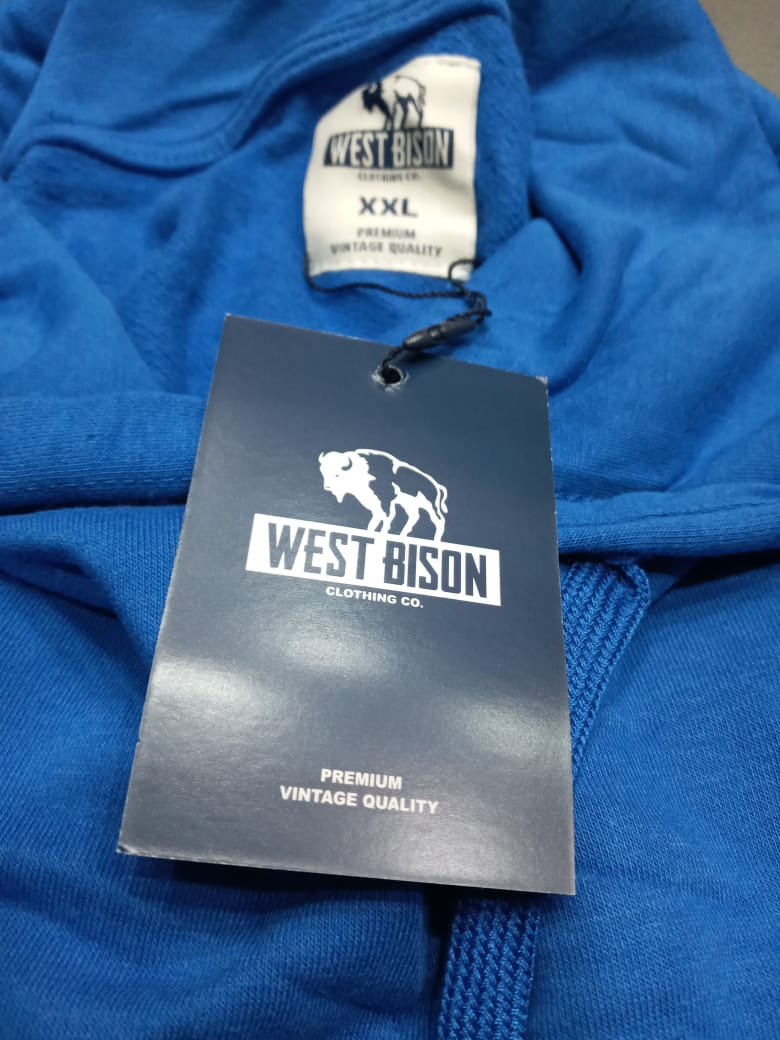 WEST BISON
CLOTHING CO.
XXL
PREMIUM
VINTAGE QUALITY
WEST BISON
CLOTHING CO.
PREMIUM
VINTAGE QUALITY